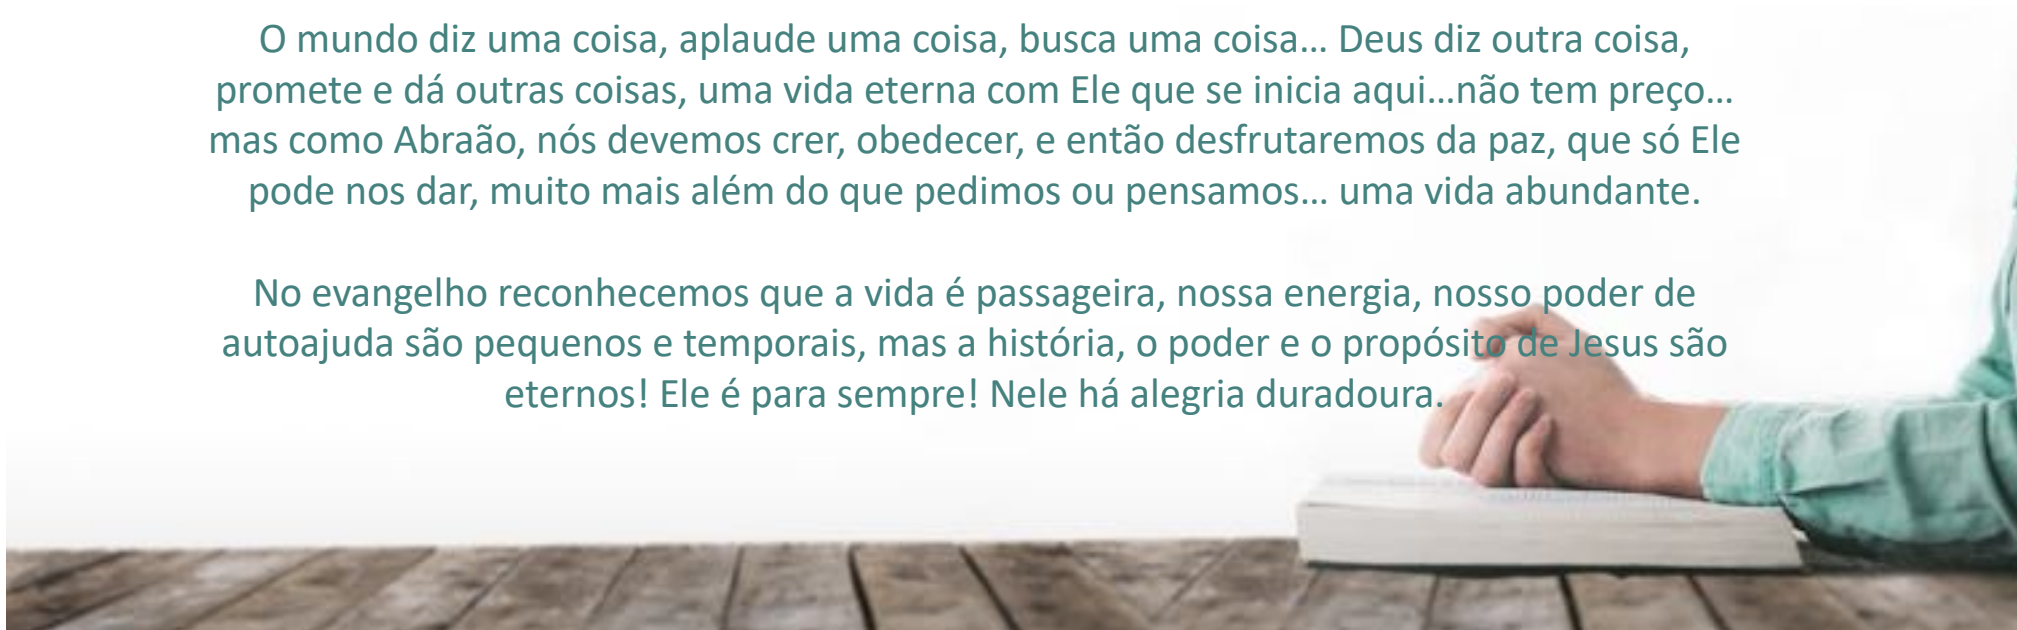 O mundo diz uma coisa, aplaude uma coisa, busca uma coisa… Deus diz outra coisa,
promete e dá outras coisas, uma vida eterna com Ele que se inicia aqui…não tem preço…
mas como Abraão, nós devemos crer, obedecer, e então desfrutaremos da paz, que só Ele
pode nos dar, muito mais além do que pedimos ou pensamos… uma vida abundante.
No evangelho reconhecemos que a vida é passageira, nossa energia, nosso poder de
autoajuda são pequenos e temporais, mas a história, o poder e o propósito de Jesus são
eternos! Ele é para sempre! Nele há alegria duradoura.